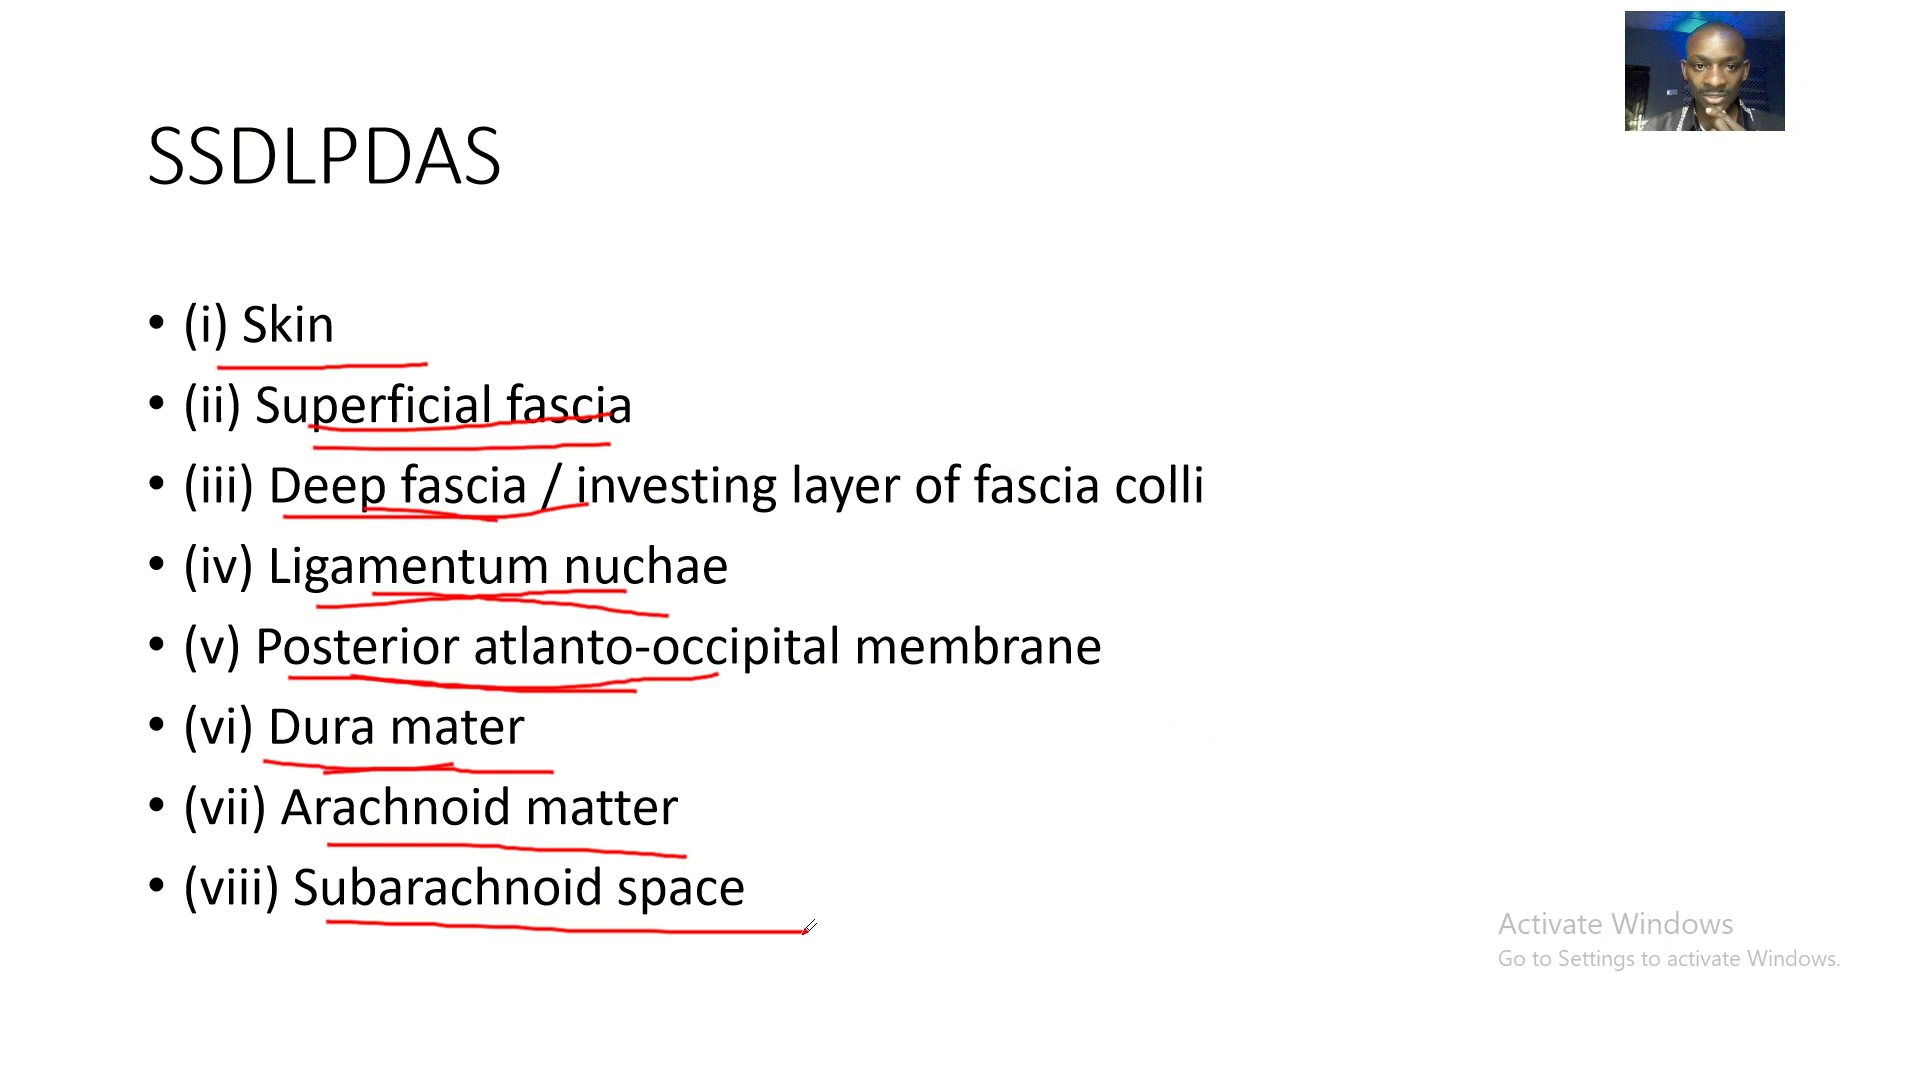 SSDLPDAS
• (i) Skin
• (ii) Superficial fascia
• (iii) Deep fascia / investing layer of fascia colli
• (iv) Ligamentum nuchae
• (v) Posterior atlanto-occipital membrane
• (vi) Dura mater
• (vii) Arachnoid matter
• (viii) Subarachnoid space
Activate Windows
Go to Settings to activate Windows.